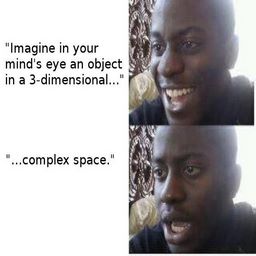 "Imagine in your
mind's eye an object
in a 3-dimensional..."
"...complex space."